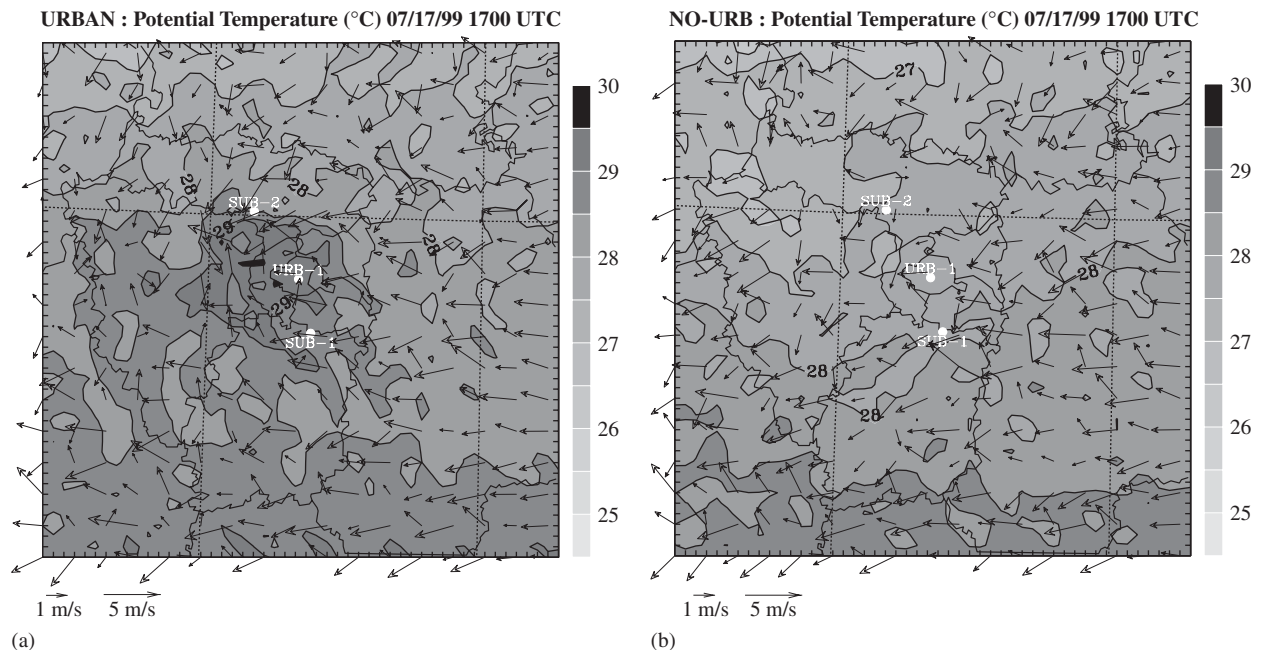 URBAN : Potential Temperature (°C) 07/17/99 1700 UTC
28
28
SUB-2
29
28
URB-1
29
SUB-1
30
29
28
27
26
25
1 m/s
5 m/s
(a)
NO-URB : Potential Temperature (°C) 07/17/99 1700 UTC
27
SUB-2
URB-1
28
SUB-1
28
28
30
29
28
27
26
25
1 m/s
5 m/s
(b)